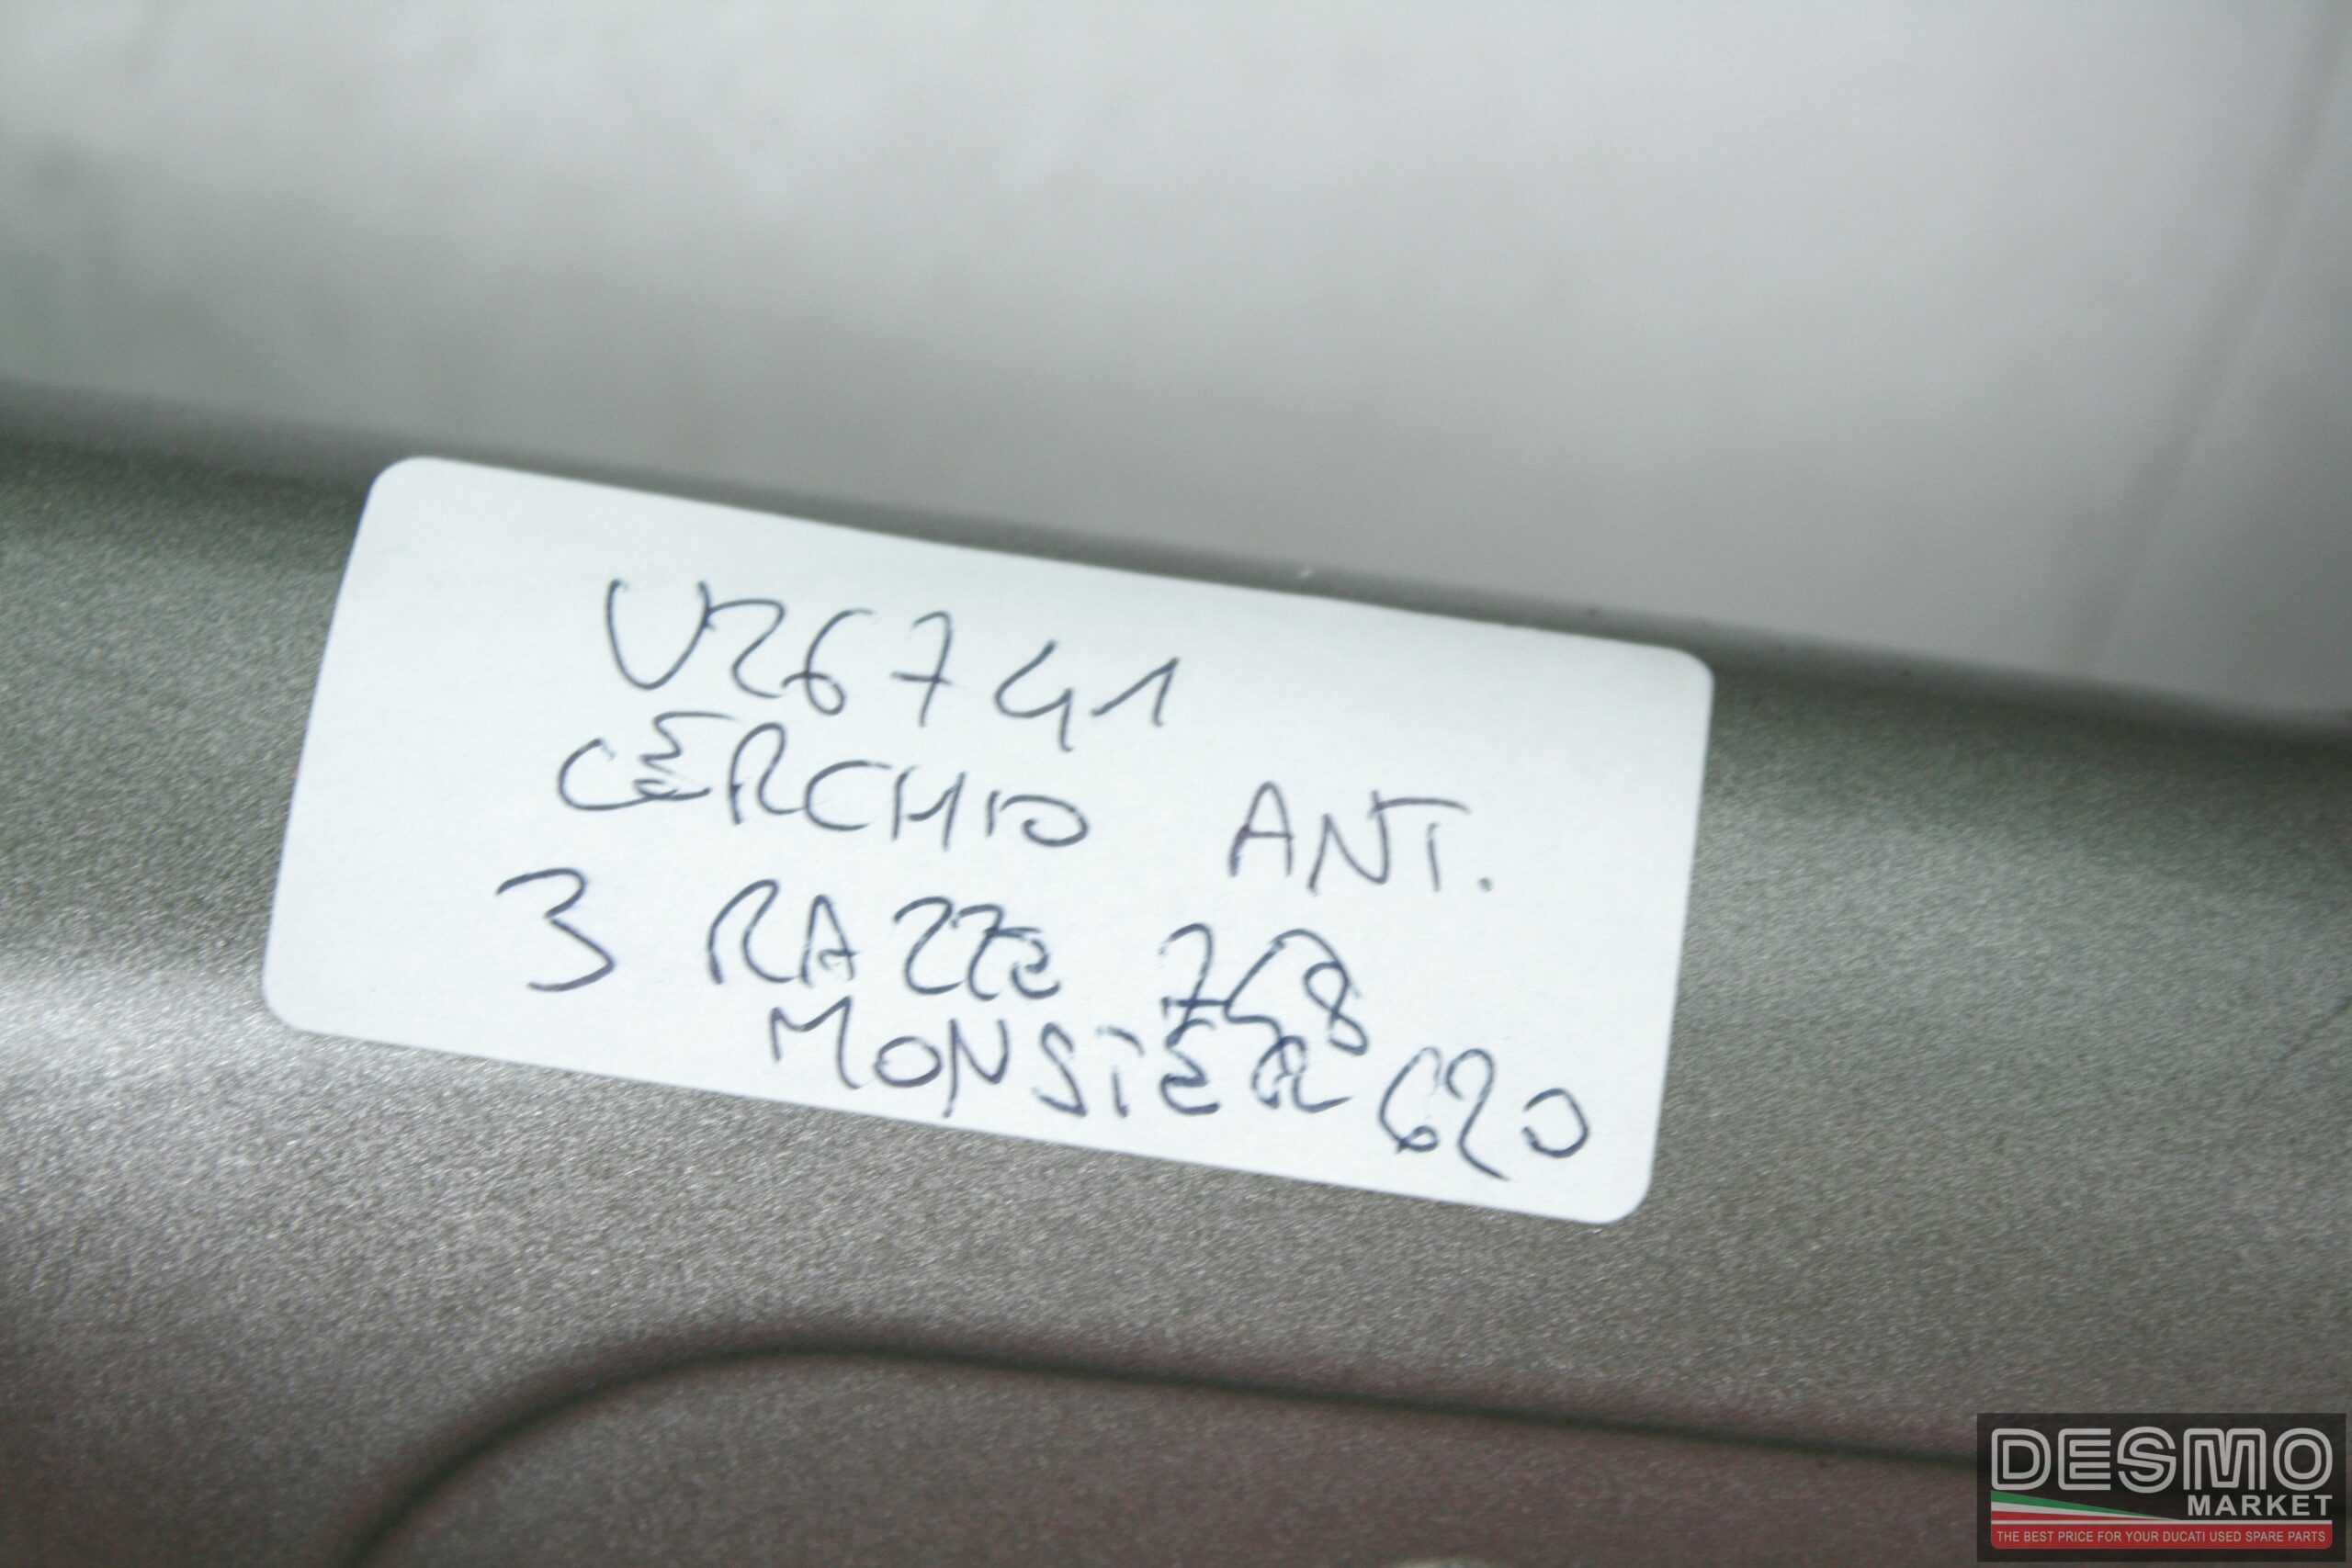 U26741
CERCHIO ANT.
3 RAZZE 748
MONSTER 620
DESMO
MARKET
THE BEST PRICE FOR YOUR DUCATI USED SPARE PARTS